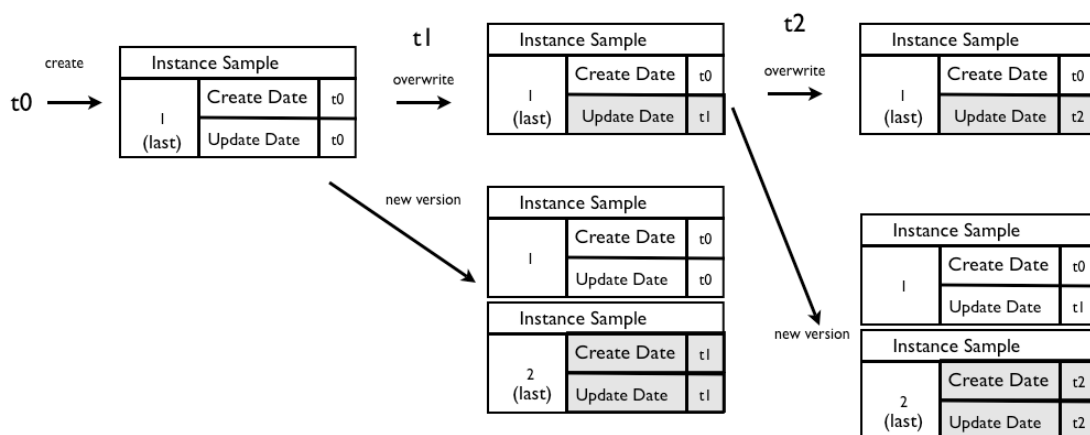 t0
create
Instance Sample
1
(last)
Create Date
t0
Update Date
t0
t1
overwrite
Instance Sample
1
(last)
Create Date
t0
Update Date
t1
t2
overwrite
Instance Sample
1
(last)
Create Date
t0
Update Date
t2
new version
Instance Sample
1
Create Date
t0
Update Date
t0
Instance Sample
2
(last)
Create Date
t1
Update Date
t1
new version
Instance Sample
1
Create Date
t0
Update Date
t1
Instance Sample
2
(last)
Create Date
t2
Update Date
t2